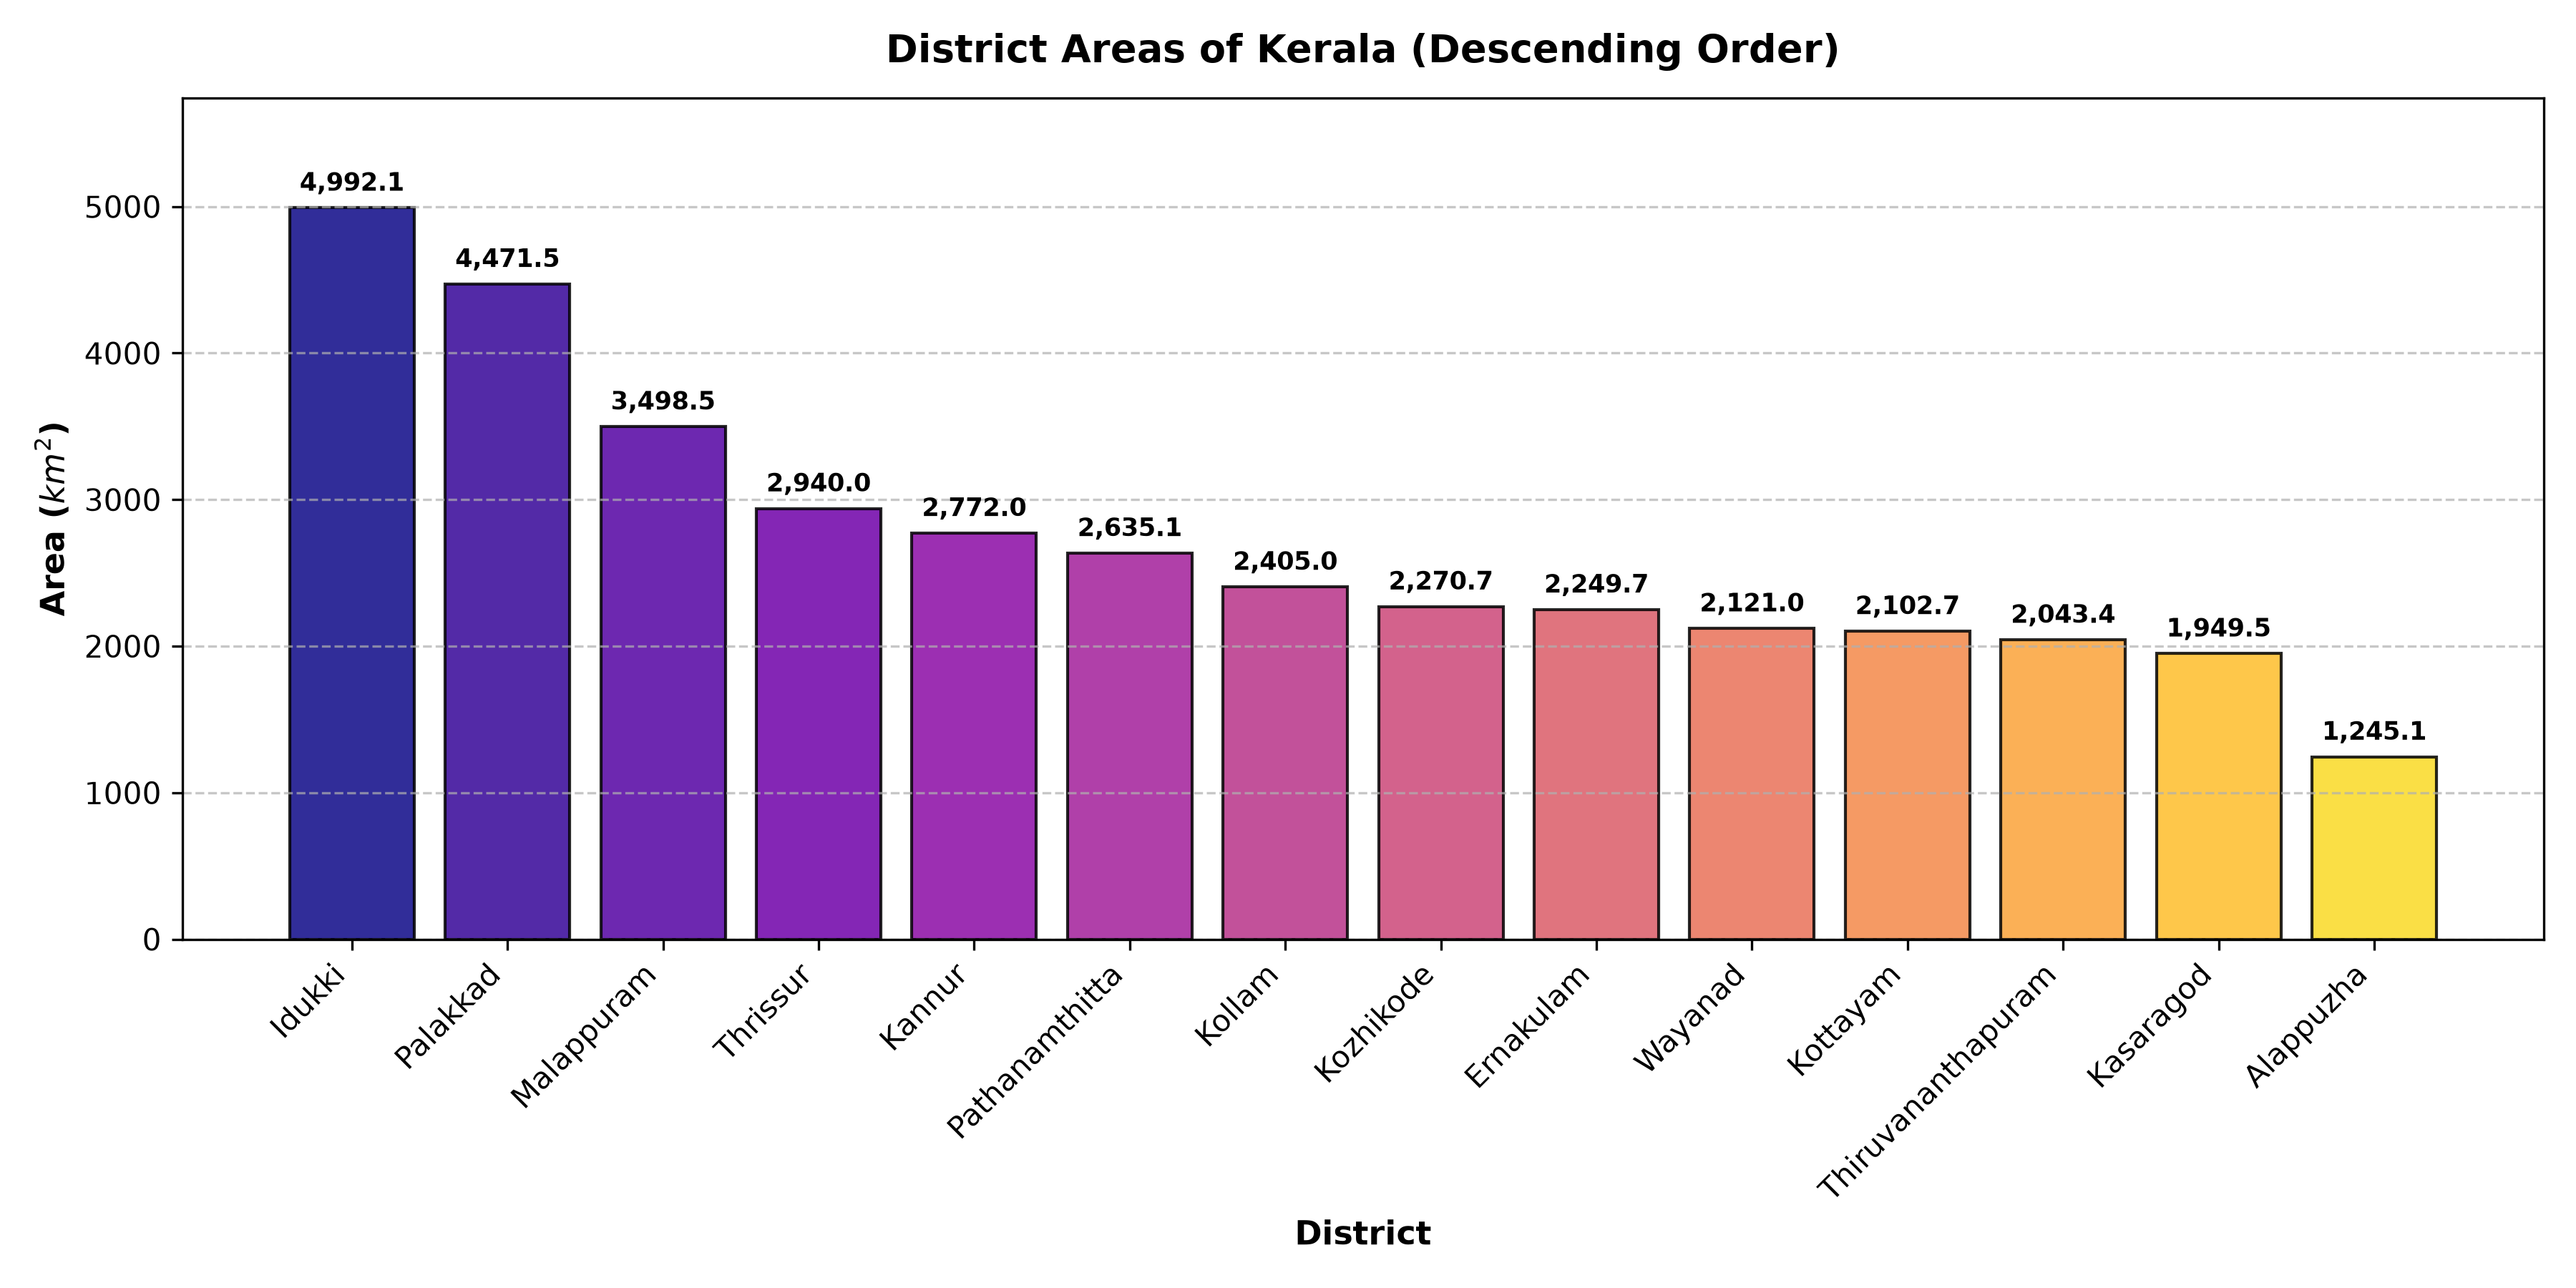 District Areas of Kerala (Descending Order)
Area (km²)
5000
4000
3000
2000
1000
0
4,992.1
4,471.5
3,498.5
2,940.0
2,772.0
2,635.1
2,405.0
2,270.7
2,249.7
2,121.0
2,102.7
2,043.4
1,949.5
1,245.1
Idukki
Palakkad
Malappuram
Thrissur
Kannur
Pathanamthitta
Kollam
Kozhikode
Ernakulam
Wayanad
Kottayam
Thiruvananthapuram
Kasaragod
Alappuzha
District